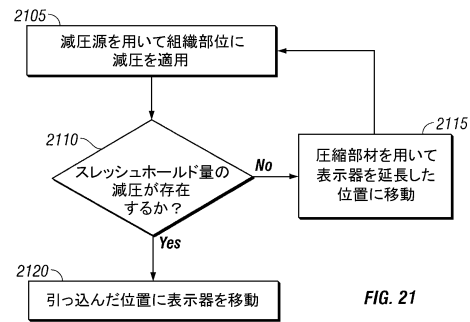 2105
減圧源を用いて組織部位に
減圧を適用
2110
スレッシュホールド量の
減圧が存在
するか？
No
2115
圧縮部材を用いて
表示器を延長した
位置に移動
Yes
2120
引っ込んだ位置に表示器を移動
FIG. 21